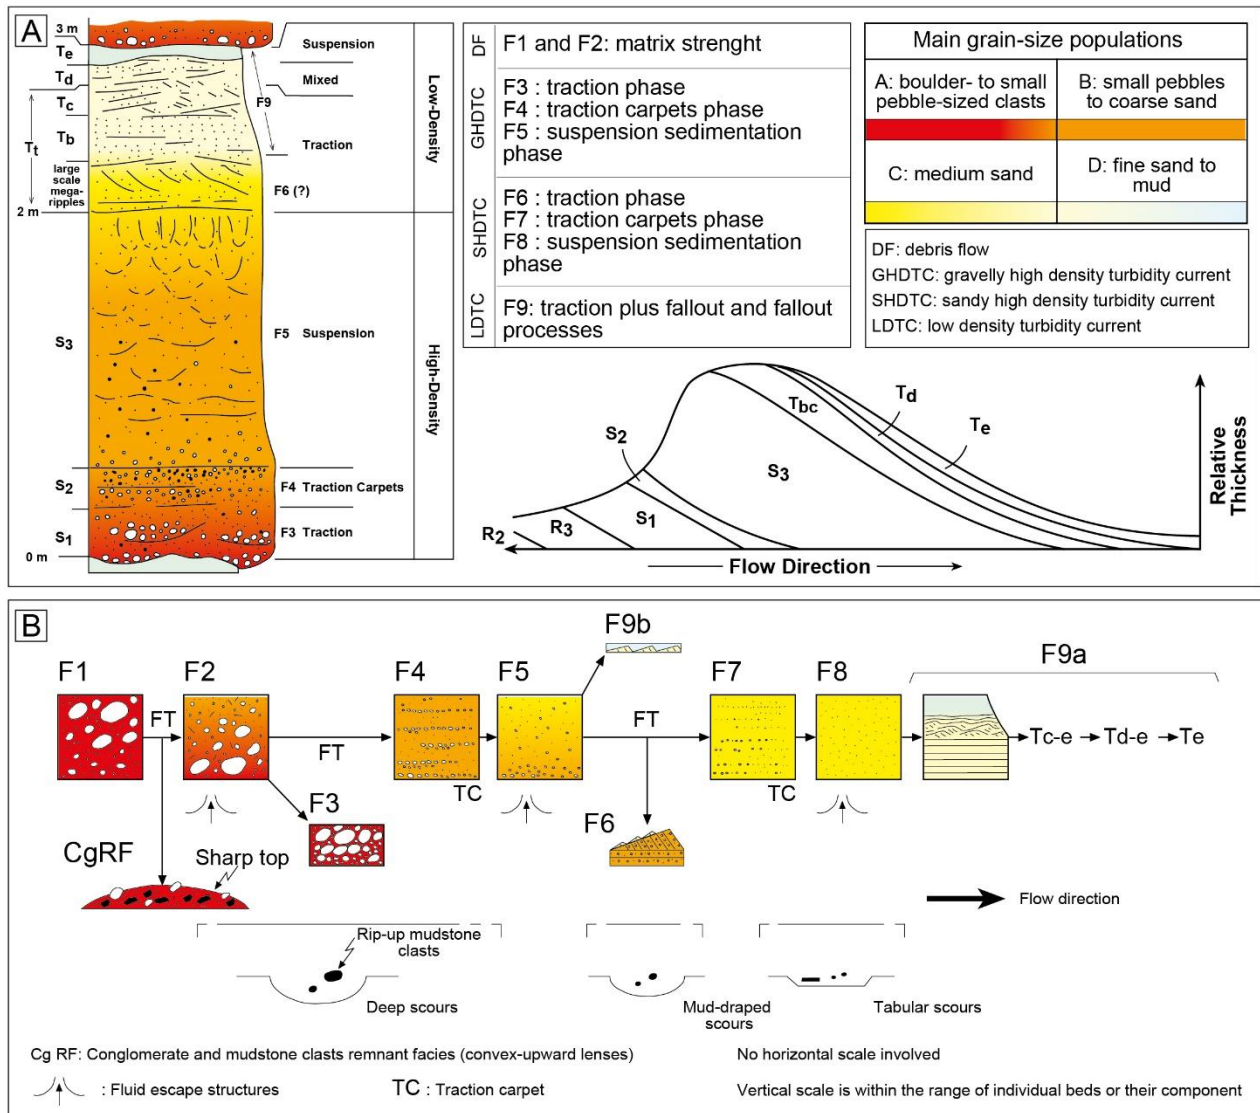 A
3 m
Te
Td
Tc
Tt
Tb
large
scale
mega-
ripples
2 m
S3
S2
S1
0 m
F9
F6 (?)
F5
F4
F3
Suspension
Mixed
Traction
Suspension
Traction Carpets
Traction
Low-Density
High-Density
DF
F1 and F2: matrix strenght
GHDTC
F3 : traction phase
F4 : traction carpets phase
F5 : suspension sedimentation
phase
SHDTC
F6 : traction phase
F7 : traction carpets phase
F8 : suspension sedimentation
phase
LDTC
F9: traction plus fallout and fallout
processes
Main grain-size populations
A: boulder- to small
pebble-sized clasts
B: small pebbles
to coarse sand
C: medium sand
D: fine sand to
mud
DF: debris flow
GHDTC: gravelly high density turbidity current
SHDTC: sandy high density turbidity current
LDTC: low density turbidity current
R2
R3
S1
S2
S3
Tbc
Td
Te
Flow Direction
Relative
Thickness
B
F1
FT
F2
FT
F3
F4
TC
F5
F9b
FT
F6
F7
TC
F8
F9a
Tc-e
Td-e
Te
CgRF
Sharp top
Flow direction
Rip-up mudstone
clasts
Deep scours
Mud-draped
scours
Tabular scours
Cg RF: Conglomerate and mudstone clasts remnant facies (convex-upward lenses)
No horizontal scale involved
: Fluid escape structures
TC : Traction carpet
Vertical scale is within the range of individual beds or their component